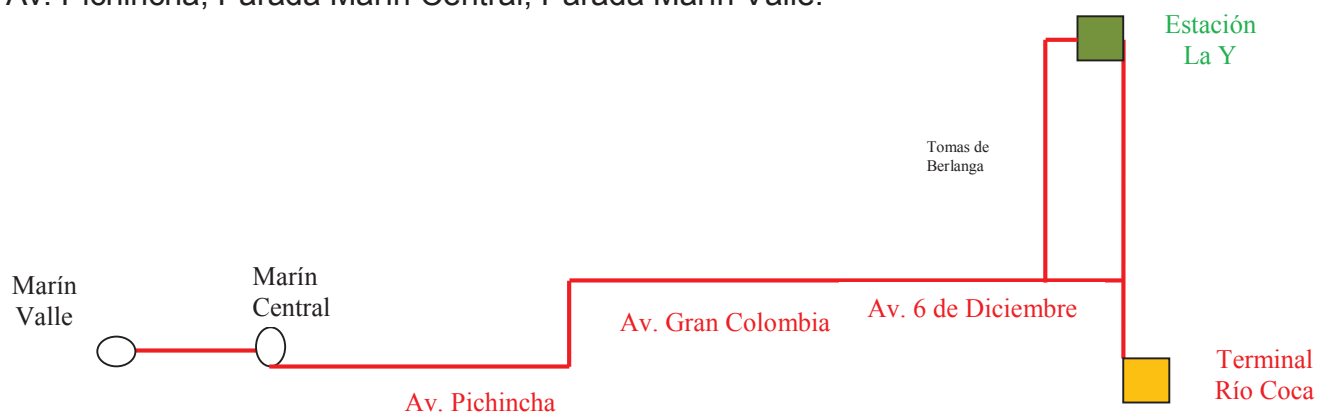 Av. Pichincha, Parada Marín Central, Parada Marín Valle.
Estación
La Y
Tomas de
Berlanga
Marín
Valle
Marín
Central
Av. Gran Colombia
Av. 6 de Diciembre
Av. Pichincha
Terminal
Río Coca